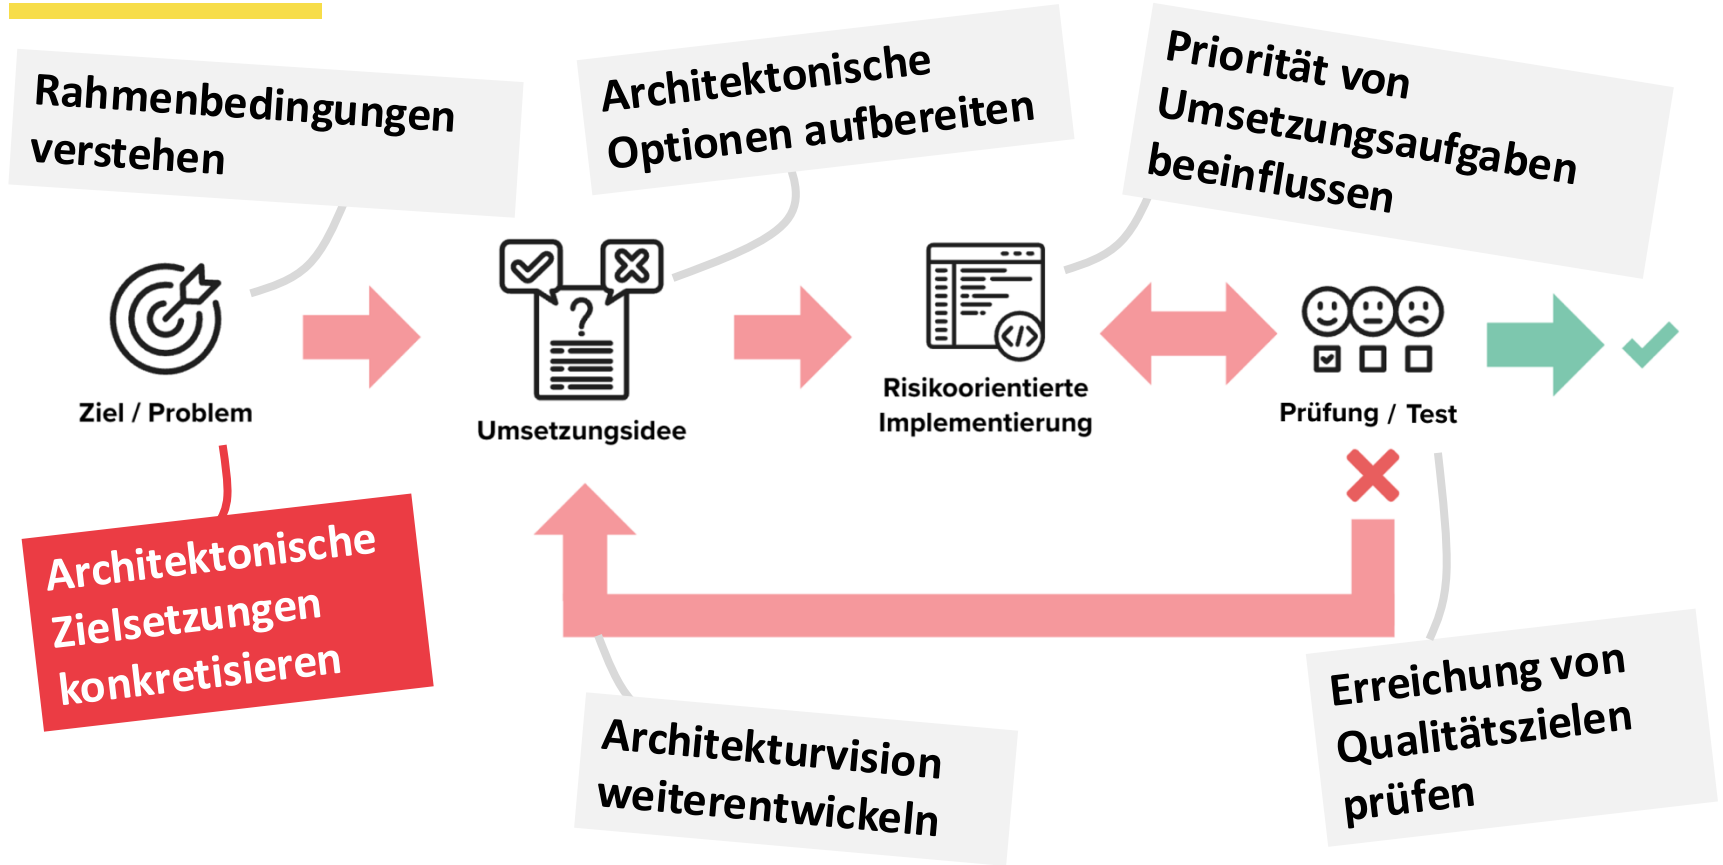 Rahmenbedingungen
verstehen
Architektonische
Optionen aufbereiten
Priorität von
Umsetzungsaufgaben
beeinflussen
?
</>
Ziel / Problem
Umsetzungsidee
Risikoorientierte
Implementierung
Prüfung / Test
Architektonische
Zielsetzungen
konkretisieren
Architekturvision
weiterentwickeln
Erreichung von
Qualitätszielen
prüfen